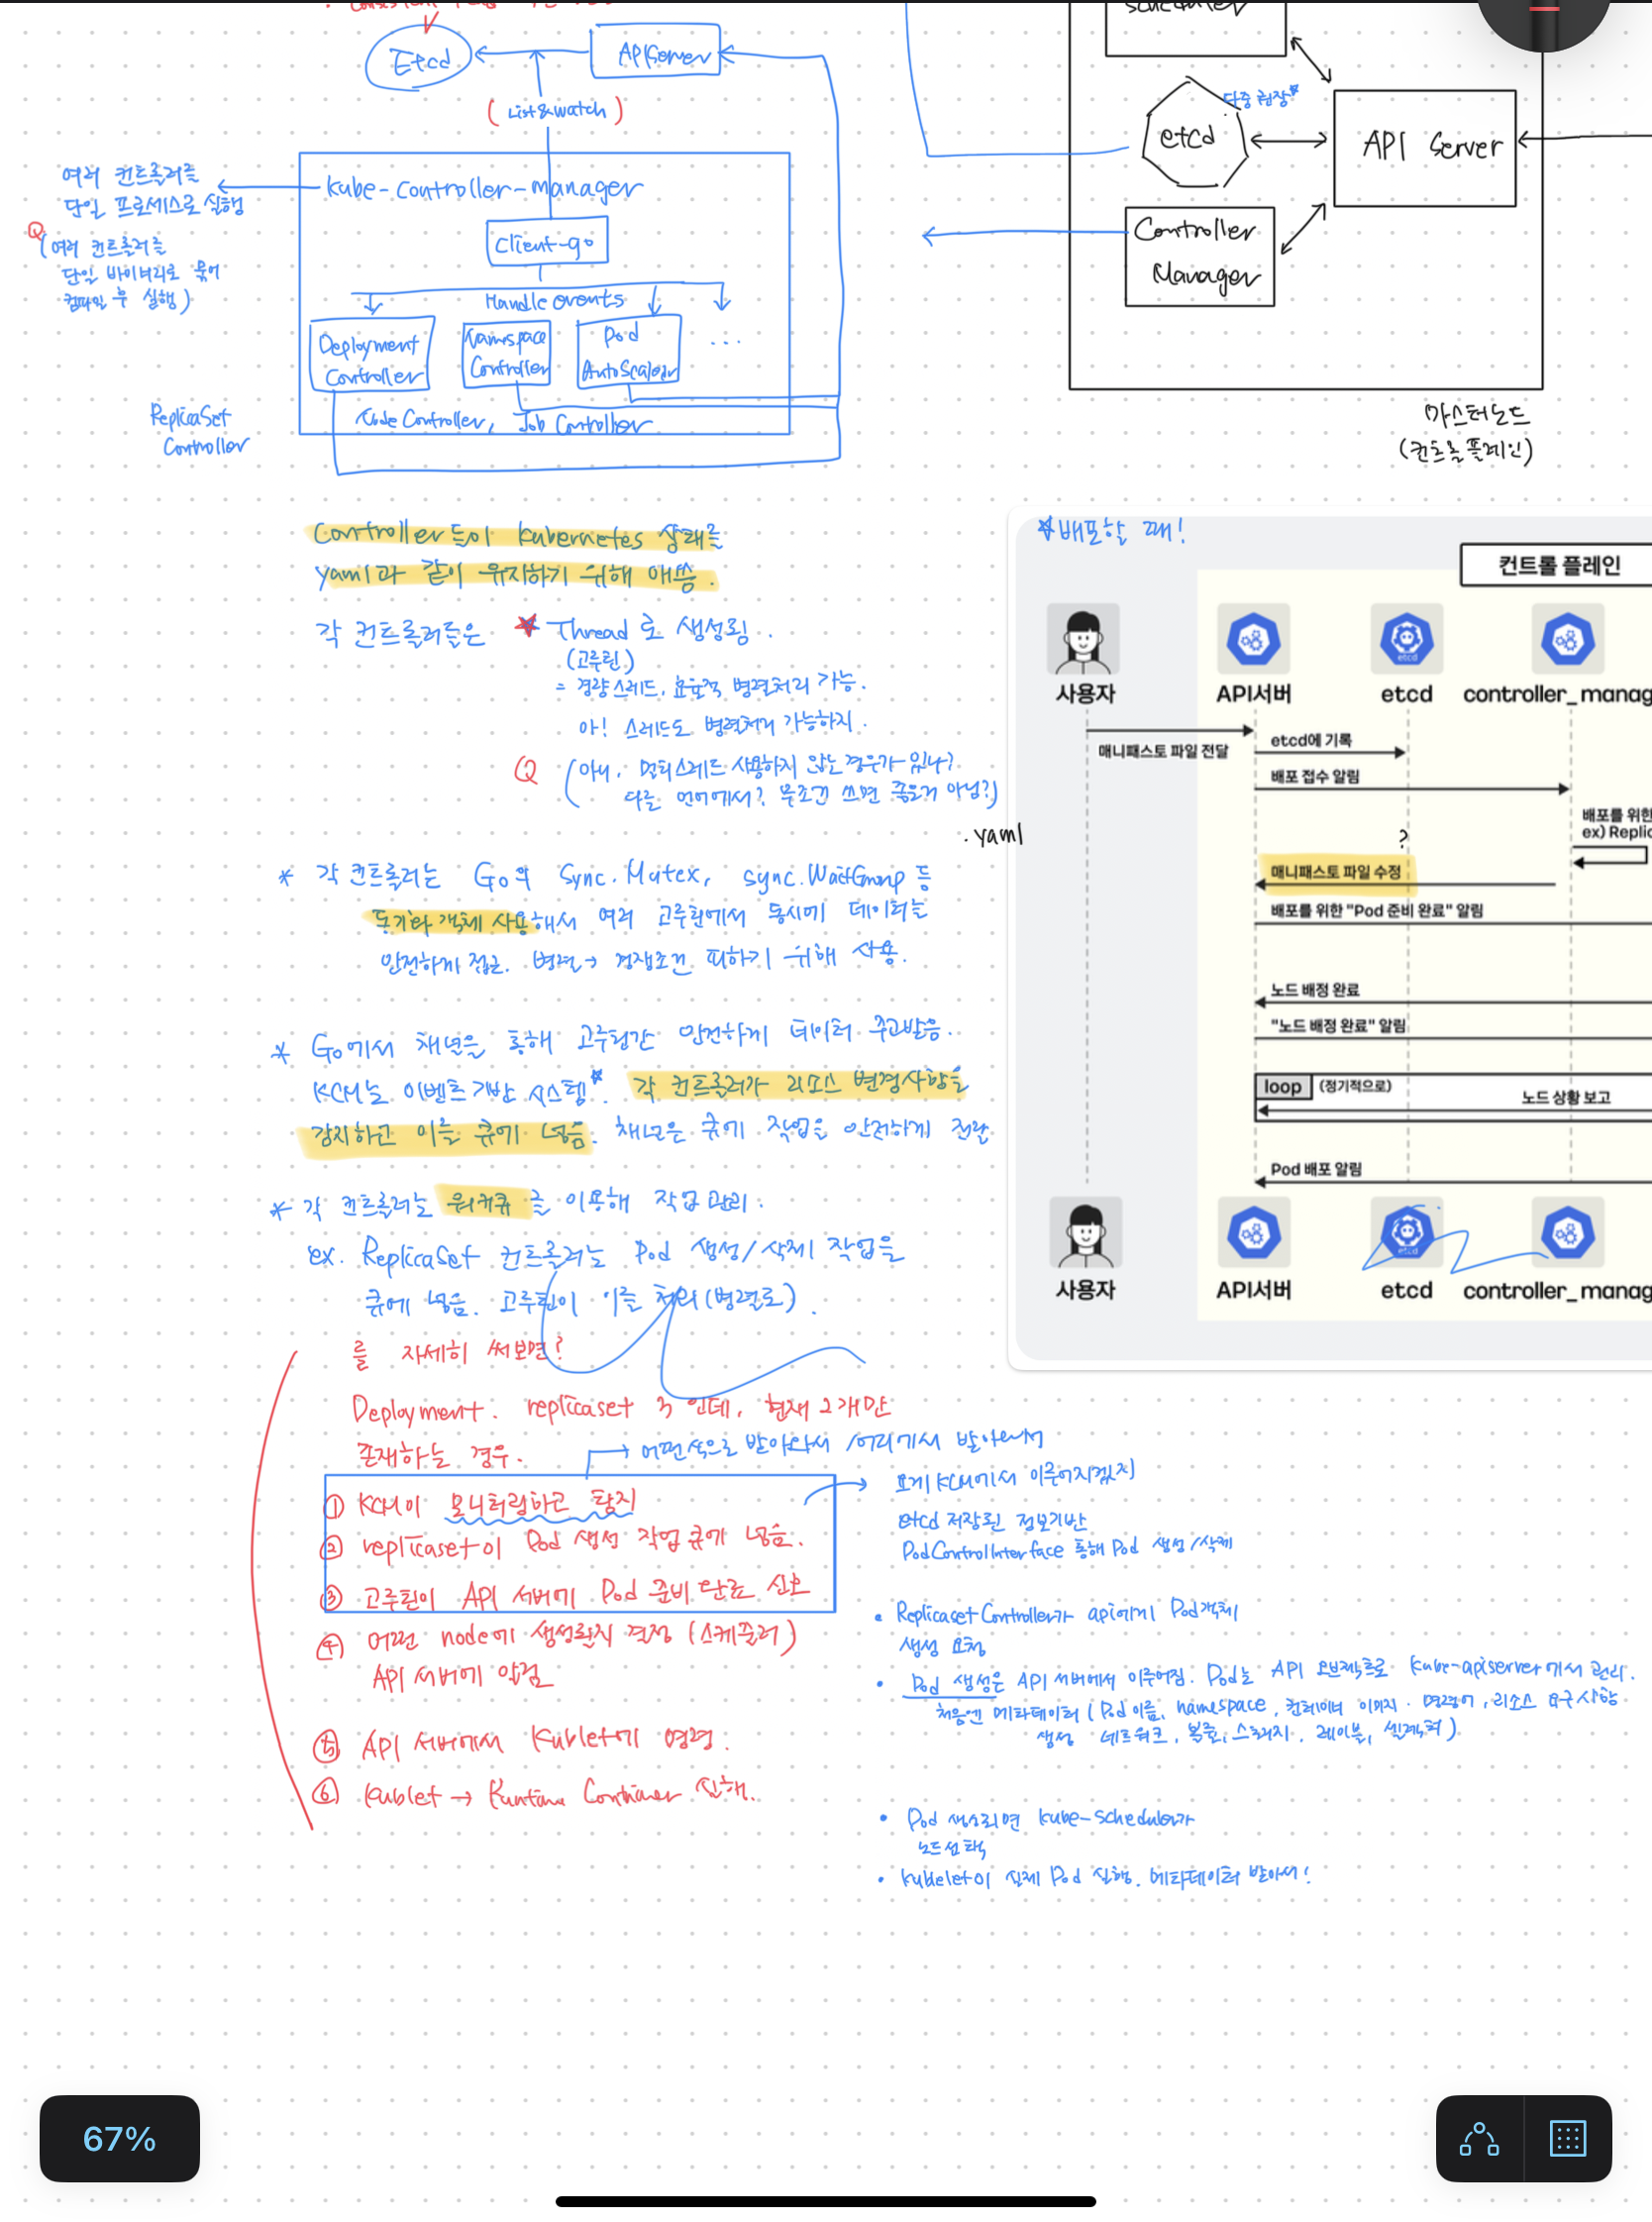 Etcd
APIServer
( List&watch )
여러 컨트롤러를
단일 프로세스로 실행
Q
(여러 컨트롤러를
단일 바이너리로 묶어
컴파일 후 실행)
kube-controller-manager
Client-go
Handle events
Deployment
Controller
Namespace
Controller
Pod
AutoScaler
...
Node Controller, Job Controller
ReplicaSet
Controller
scheduler
etcd
다중 권장*
API Server
Controller
Manager
마스터노드
(컨트롤플레인)
Controller들이 Kubernetes 상태를
yaml과 같이 유지하기 위해 애씀.
각 컨트롤러들은 ★ Thread로 생성됨.
(고루틴)
= 경량스레드, 효율적 병렬처리 가능.
아! 스레드도 병렬처리 가능하지.
Q (아니, 멀티스레드 사용하지 않는 경우가 있나?
다른 언어에서? 무조건 쓰면 좋은거 아님?)
* 각 컨트롤러는 Go의 Sync.Mutex, sync.WaitGroup 등
동기화 객체 사용해서 여러 고루틴에서 동시에 데이터를
안전하게 접근. 병렬→ 경쟁조건 피하기 위해 사용.
* Go에서 채널을 통해 고루틴간 안전하게 데이터 주고받음.
KCM는 이벤트기반 시스템*. 각 컨트롤러가 리소스 변경사항을
감지하고 이를 큐에 넣음. 채널은 큐에 작업을 안전하게 전달
* 각 컨트롤러는 워커큐를 이용해 작업 관리.
ex. ReplicaSet 컨트롤러는 Pod 생성/삭제 작업을
큐에 넣음. 고루틴이 이를 처리(병렬로).
를 자세히 써보면?
Deployment. replicaset 3 인데, 현재 2개만
존재하는 경우.
→ 어떤식으로 받아와서 /어디에서 받아와서
① KCM이 모니터링하고 탐지
② replicaset이 Pod 생성 작업 큐에 넣음.
③ 고루틴이 API 서버에 Pod 준비 완료 신호
④ 어떤 node에 생성할지 결정 (스케줄러)
API 서버에 알림
⑤ API 서버에서 Kublet에 명령.
⑥ Kublet → Runtime Container 실행.
요게 KCM에서 이루어지겠지
etcd 저장된 정보기반
PodControlInterface 통해 Pod 생성/삭제
• Replicaset Controller가 api에게 Pod객체
생성 요청
• Pod 생성은 API 서버에서 이루어짐. Pod는 API 오브젝트로 kube-apiserver에서 관리.
처음엔 메타데이터 (Pod 이름, namespace, 컨테이너 이미지 · 명령어, 리소스 요구사항
생성 네트워크, 볼륨, 스토리지, 레이블, 셀렉터)
• Pod 생성되면 kube-scheduler가
노드선택
• kubelet이 실제 Pod 실행. 메타데이터 받아서!
*배포할 때!
컨트롤 플레인
사용자
API서버
etcd
controller_manag
매니패스토 파일 전달
etcd에 기록
배포 접수 알림
배포를 위한
ex) Replic
.yaml
?
매니패스토 파일 수정
배포를 위한 "Pod 준비 완료" 알림
노드 배정 완료
"노드 배정 완료" 알림
loop (정기적으로)
노드 상황 보고
Pod 배포 알림
사용자
API서버
etcd
controller_manag
67%